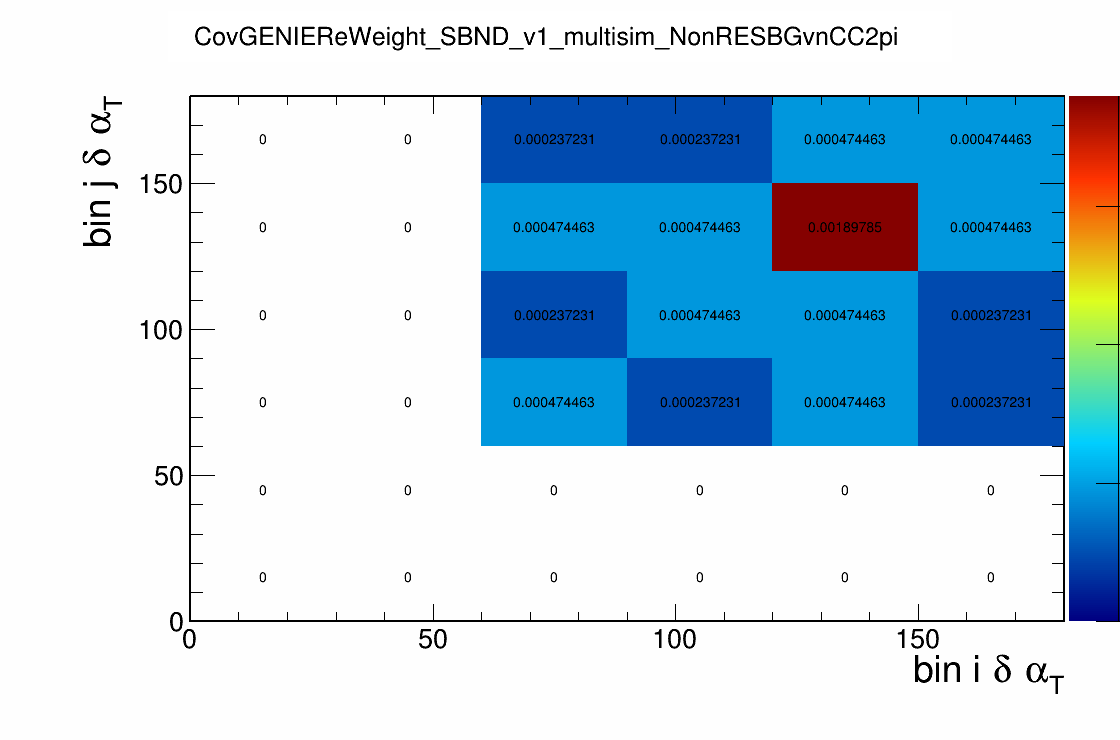 CovGENIEReWeight_SBND_v1_multisim_NonRESBGvnCC2pi
bin j δ α_T
0 0 0.000237231 0.000237231 0.000474463 0.000474463
150
0 0 0.000474463 0.000474463 0.00189785 0.000474463
100
0 0 0.000237231 0.000474463 0.000474463 0.000237231
0 0 0.000474463 0.000237231 0.000474463 0.000237231
50
0 0 0 0 0 0
0 0 0 0 0 0
0
0 50 100 150
bin i δ α_T